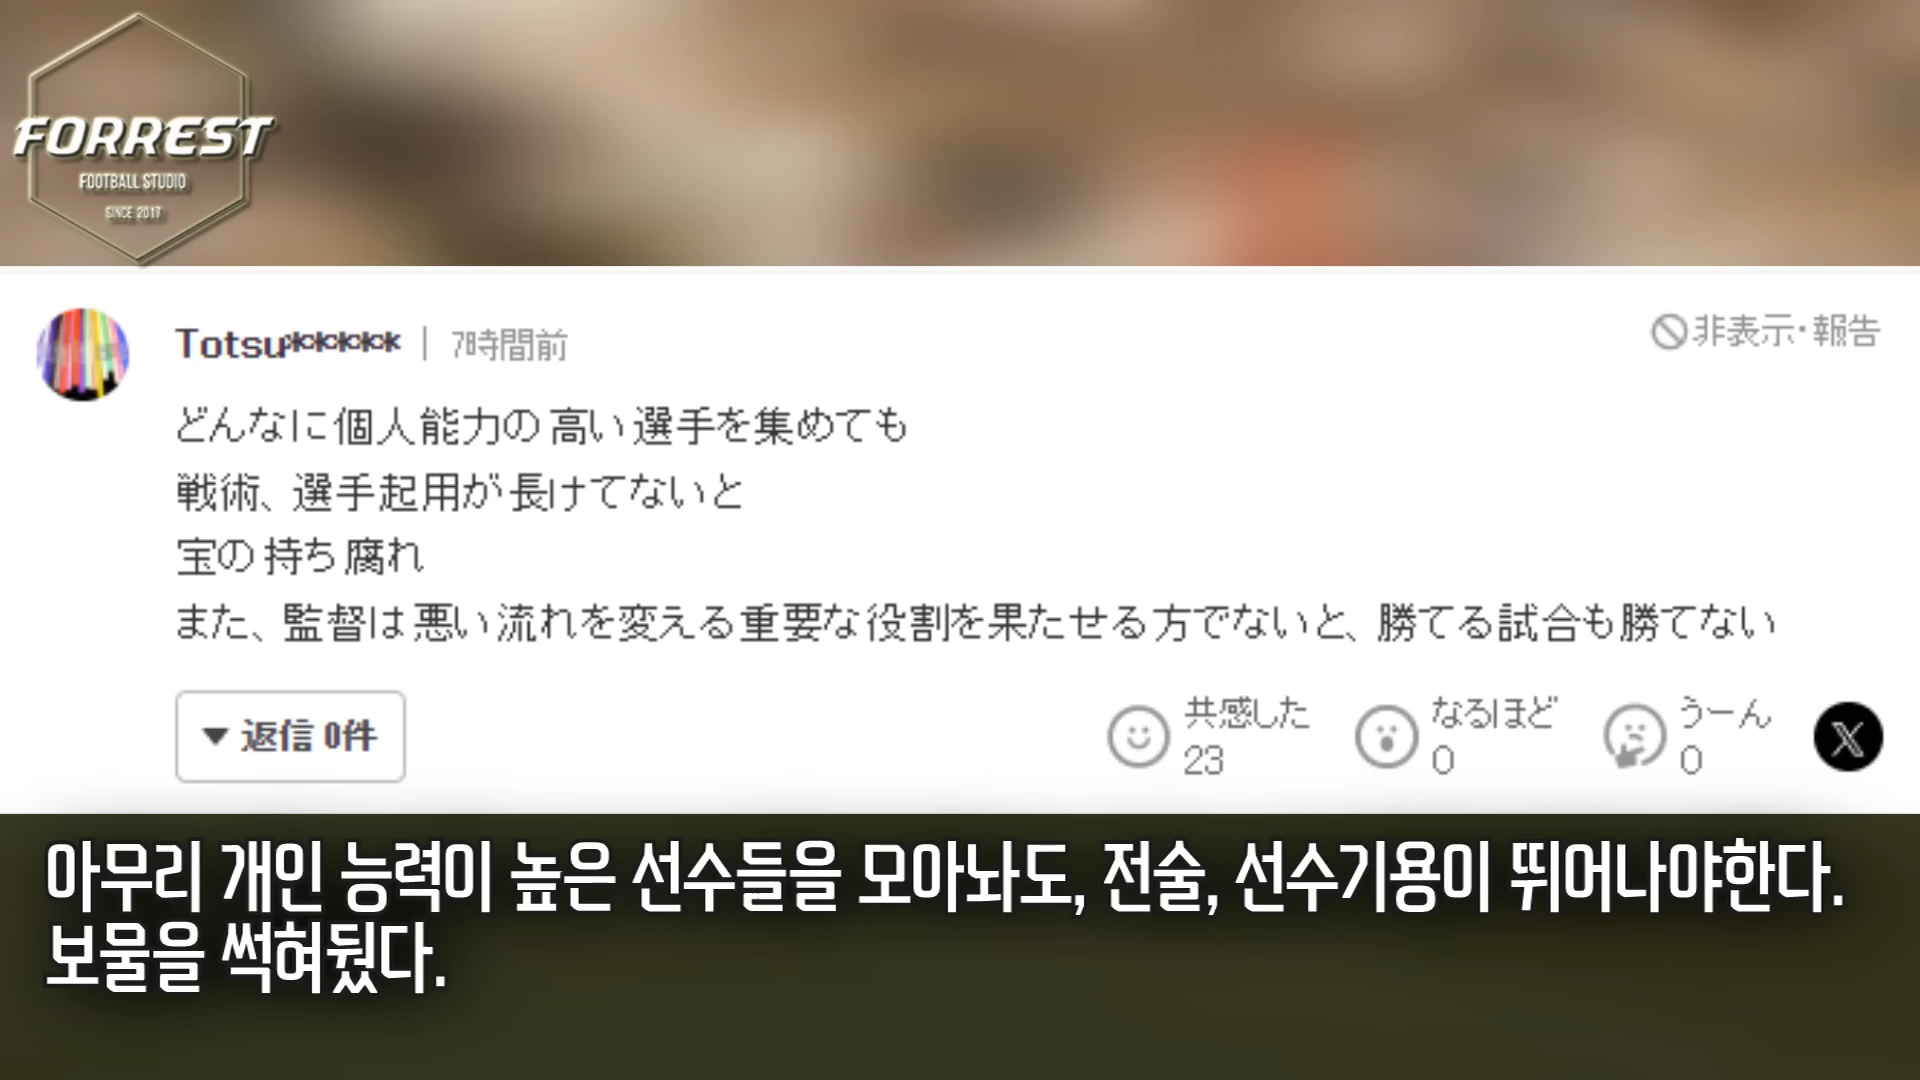 FORREST
FOOTBALL STUDIO
SINCE 2017
Totsu***** | 7時間前
非表示・報告
どんなに個人能力の高い選手を集めても
戦術、選手起用が長けてないと
宝の持ち腐れ
また、監督は悪い流れを変える重要な役割を果たせる方でないと、勝てる試合も勝てない
返信 0件
共感した
23
なるほど
0
うーん
0
X
아무리 개인 능력이 높은 선수들을 모아놔도, 전술, 선수기용이 뛰어나야한다.
보물을 썩혀뒀다.